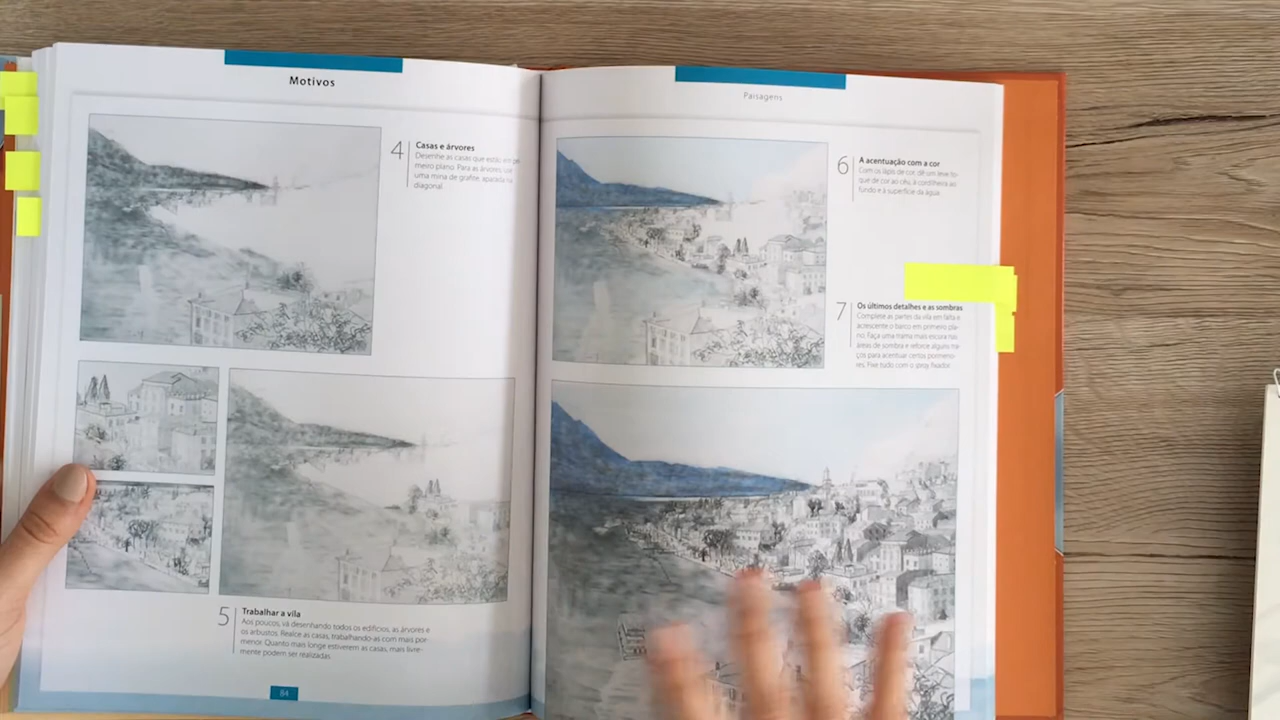 Motivos
4
Casas e árvores
Desenhe as casas que estão em pri-
meiro plano. Para as árvores, use
uma mina de grafite, aparada na
diagonal.
5
Trabalhar a vila
Aos poucos, vá desenhando todos os edifícios, as árvores e
os arbustos. Realce as casas, trabalhando-as com mais por-
menor. Quanto mais longe estiverem as casas, mais livre-
mente podem ser realizadas.
84
Paisagens
6
A acentuação com a cor
Com os lápis de cor, dê um leve to-
que de cor ao céu, à cordilheira ao
fundo e à superfície da água.
7
Os últimos detalhes e as sombras
Complete as partes da vila em falta e
acrescente o barco em primeiro pla-
no. Faça uma trama mais escura nas
áreas de sombra e reforce alguns tra-
ços para acentuar certos pormeno-
res. Fixe tudo com o spray fixador.